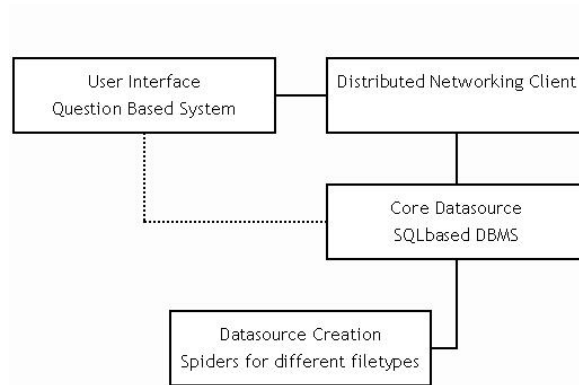 User Interface
Question Based System
Distributed Networking Client
Core Datasource
SQLbased DBMS
Datasource Creation
Spiders for different filetypes